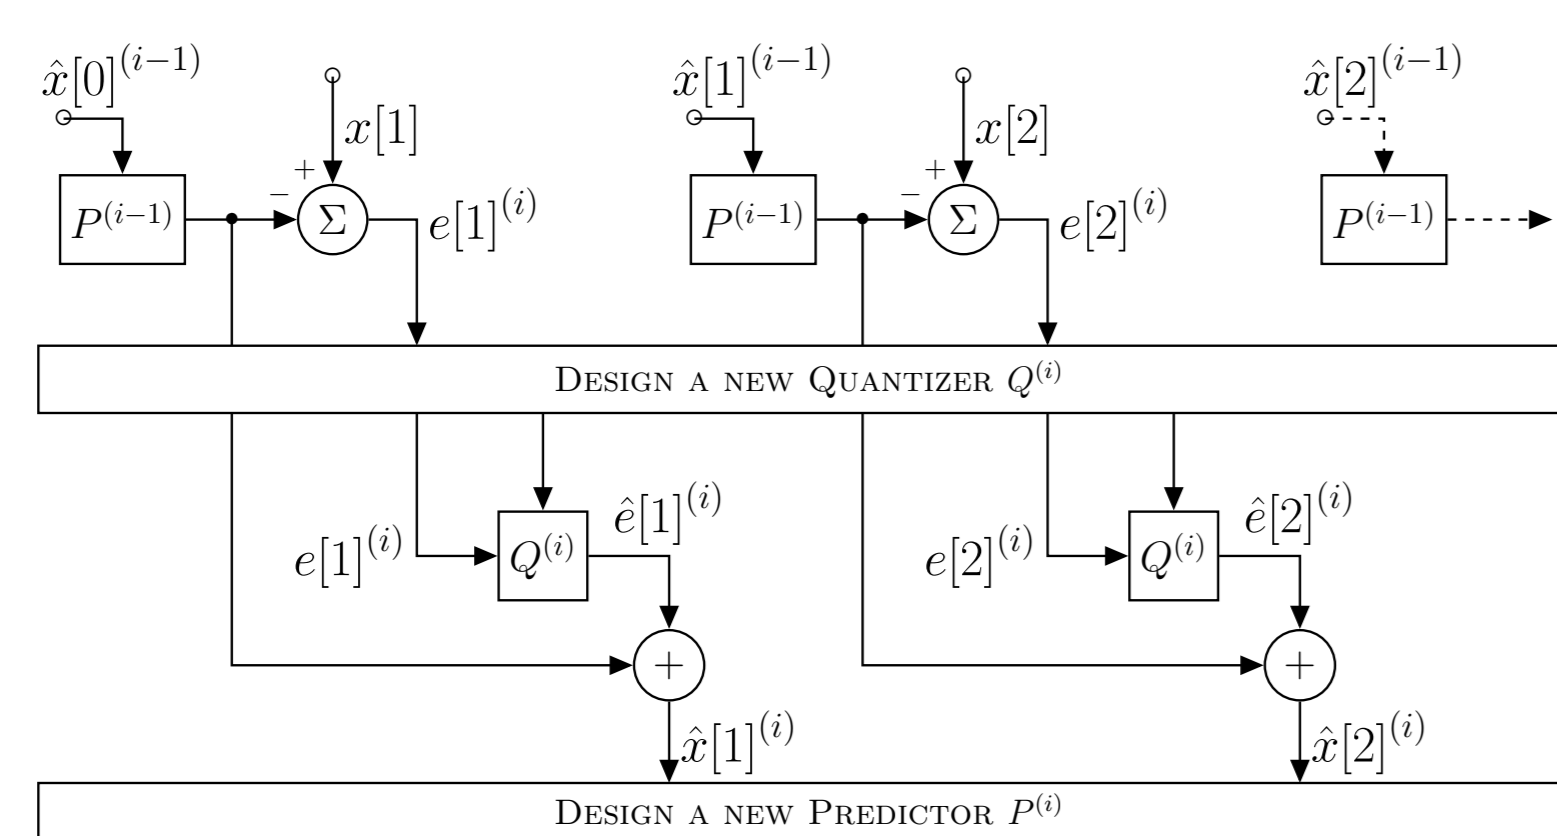 x̂[0]^(i−1) x̂[1]^(i−1) x̂[2]^(i−1)
x[1] x[2]
+ +
− −
P^(i−1) Σ e[1]^(i) P^(i−1) Σ e[2]^(i) P^(i−1)
DESIGN A NEW QUANTIZER Q^(i)
ê[1]^(i) ê[2]^(i)
e[1]^(i) Q^(i) e[2]^(i) Q^(i)
+ +
x̂[1]^(i) x̂[2]^(i)
DESIGN A NEW PREDICTOR P^(i)